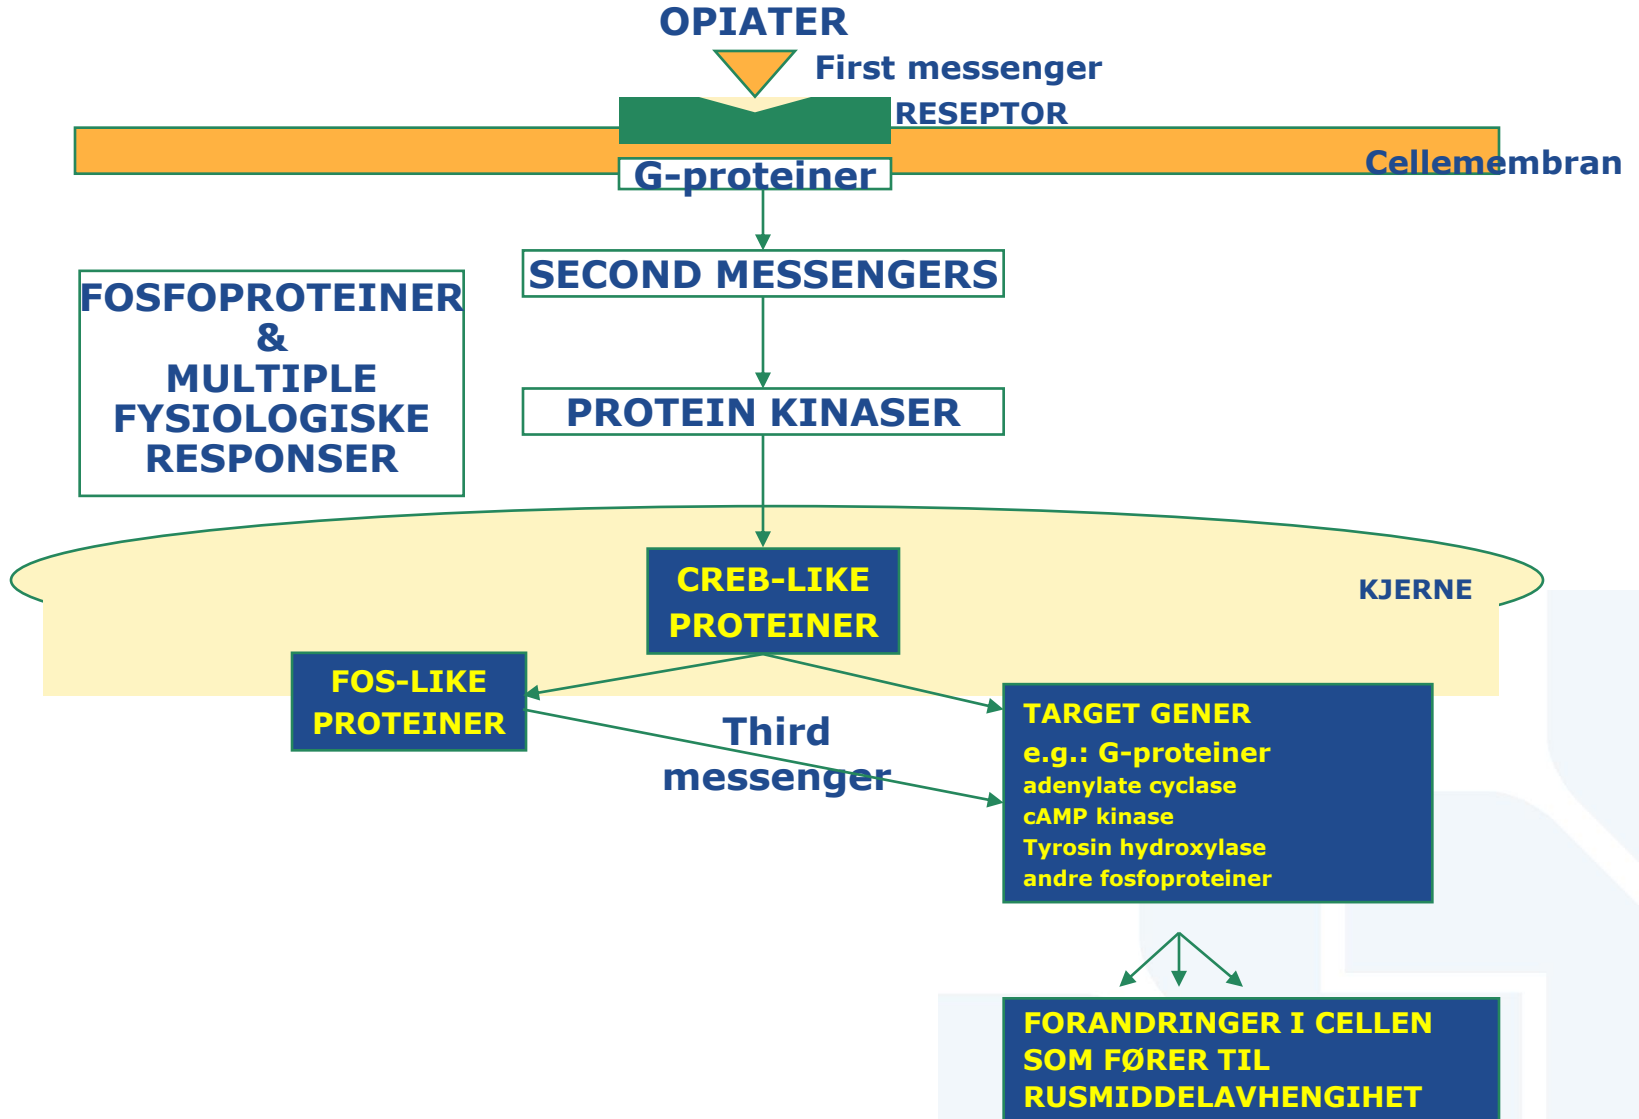 OPIATER
First messenger
RESEPTOR
Cellemembran
G-proteiner
SECOND MESSENGERS
FOSFOPROTEINER
&
MULTIPLE
FYSIOLOGISKE
RESPONSER
PROTEIN KINASER
CREB-LIKE
PROTEINER
KJERNE
FOS-LIKE
PROTEINER
Third
messenger
TARGET GENER
e.g.: G-proteiner
adenylate cyclase
cAMP kinase
Tyrosin hydroxylase
andre fosfoproteiner
FORANDRINGER I CELLEN
SOM FØRER TIL
RUSMIDDELAVHENGIHET